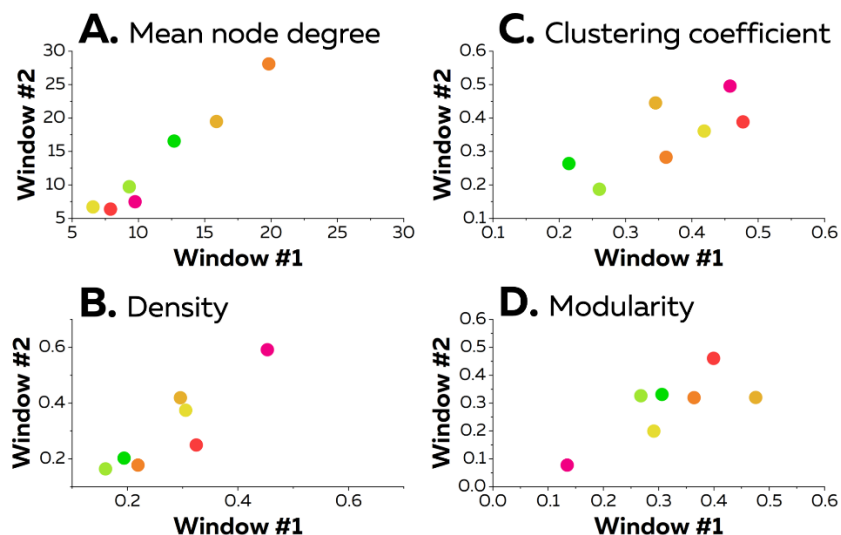 A. Mean node degree
Window #2
30
25
20
15
10
5
5 10 15 20 25 30
Window #1
C. Clustering coefficient
Window #2
0.6
0.5
0.4
0.3
0.2
0.1
0.1 0.2 0.3 0.4 0.5 0.6
Window #1
B. Density
Window #2
0.6
0.4
0.2
0.2 0.4 0.6
Window #1
D. Modularity
Window #2
0.6
0.5
0.4
0.3
0.2
0.1
0.0
0.0 0.1 0.2 0.3 0.4 0.5 0.6
Window #1